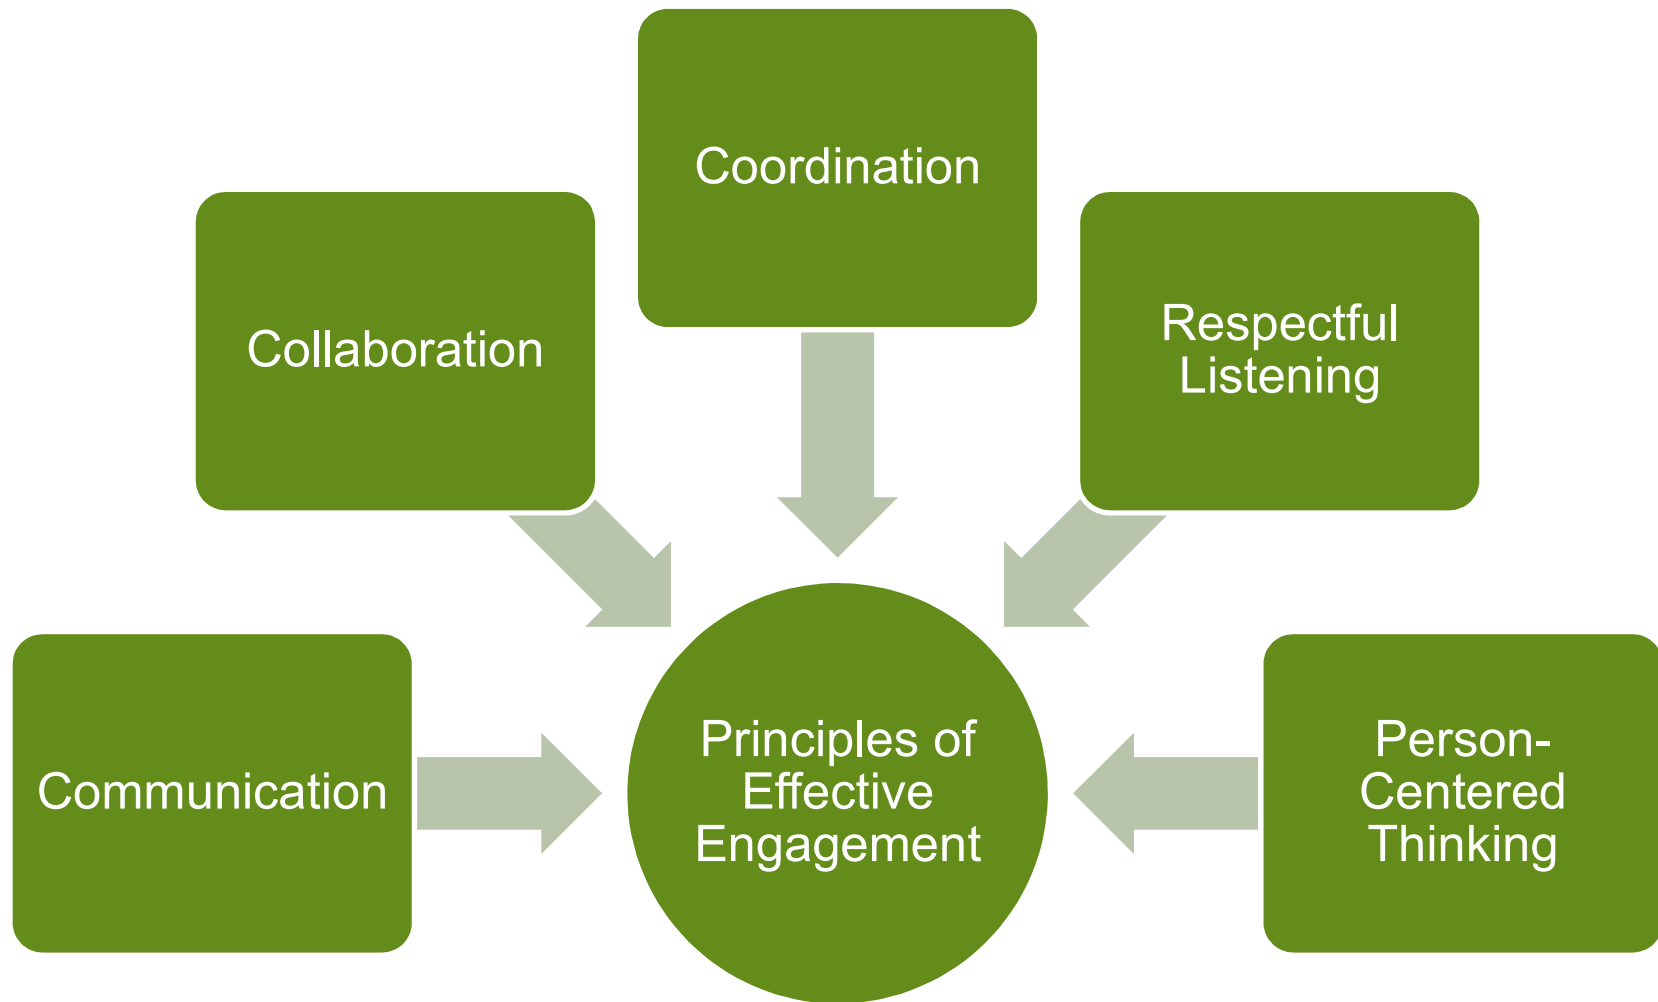 Coordination
Collaboration
Respectful
Listening
Communication
Principles of
Effective
Engagement
Person-
Centered
Thinking